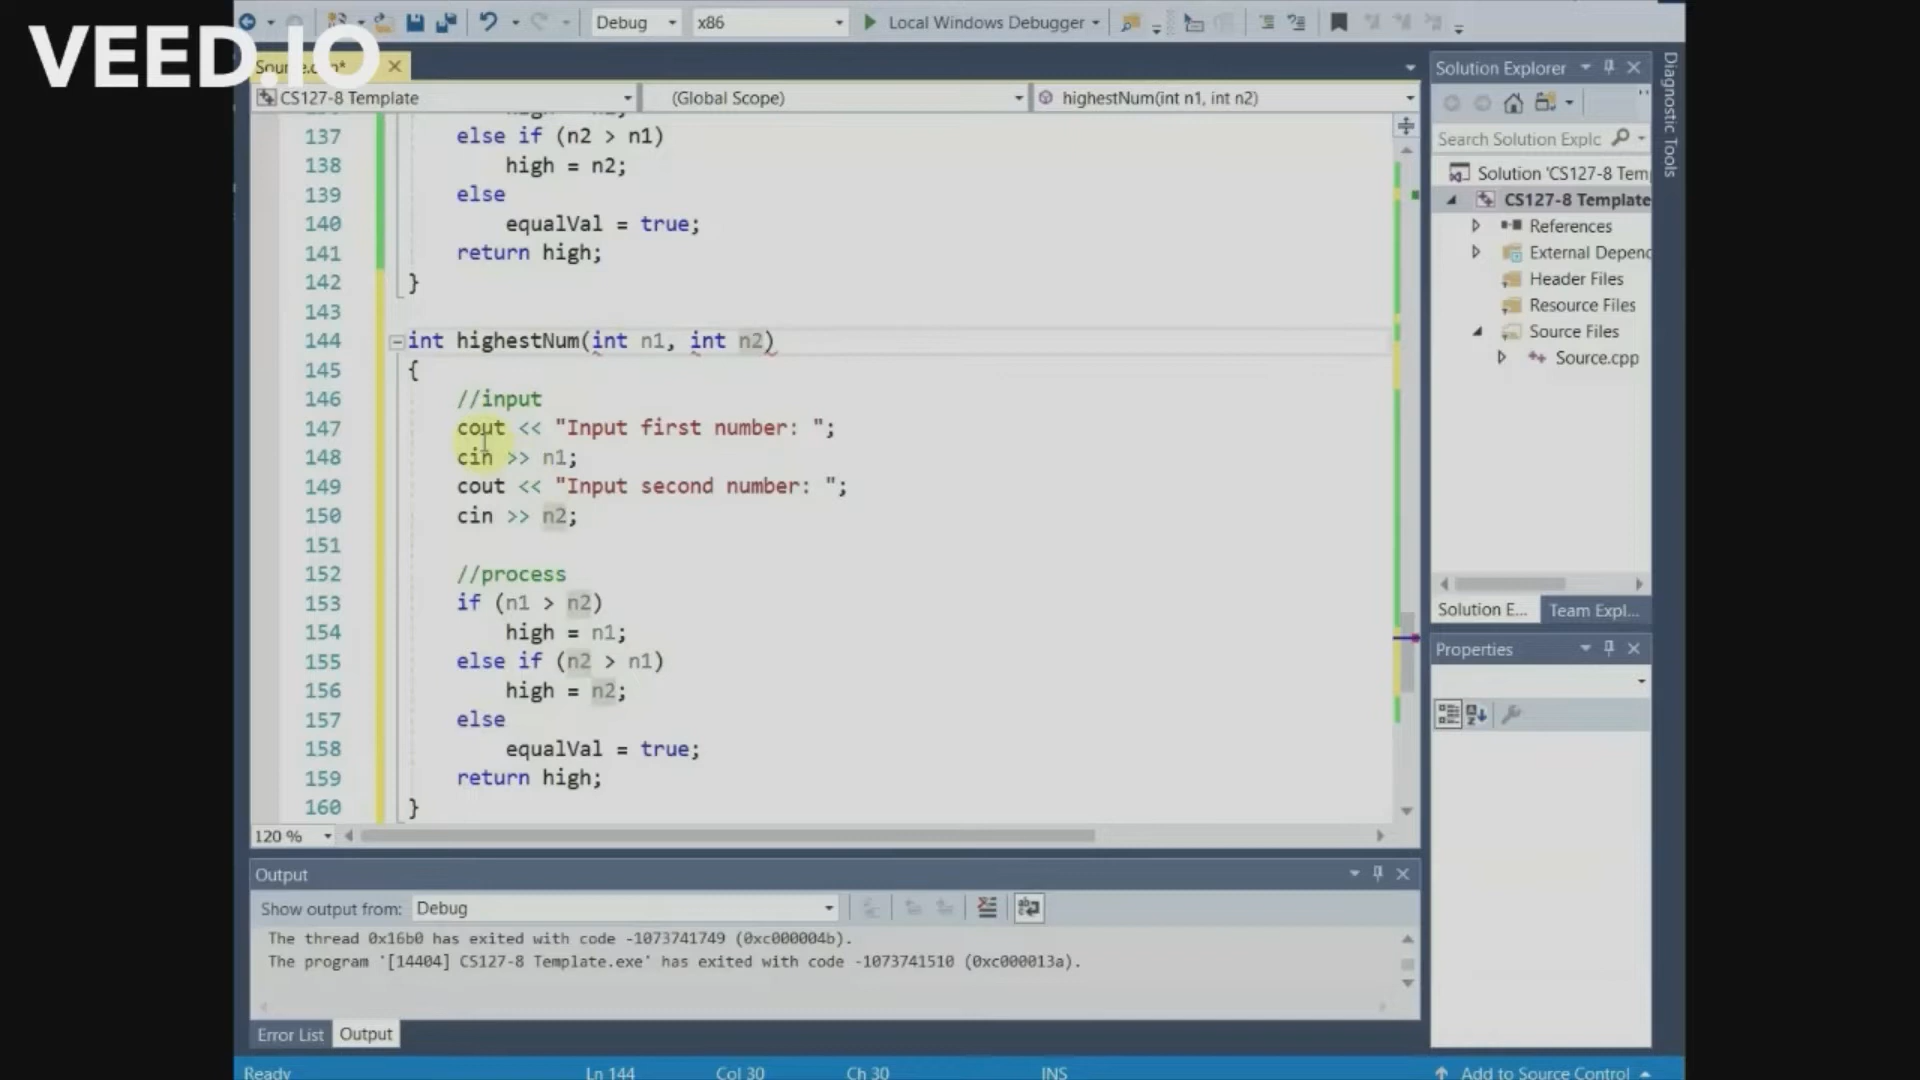 VEED.IO
Debug x86 Local Windows Debugger
CS127-8 Template (Global Scope) highestNum(int n1, int n2)
137 else if (n2 > n1)
138 high = n2;
139 else
140 equalVal = true;
141 return high;
142 }
143
144 int highestNum(int n1, int n2)
145 {
146 //input
147 cout << "Input first number: ";
148 cin >> n1;
149 cout << "Input second number: ";
150 cin >> n2;
151
152 //process
153 if (n1 > n2)
154 high = n1;
155 else if (n2 > n1)
156 high = n2;
157 else
158 equalVal = true;
159 return high;
160 }
120 %
Output
Show output from: Debug
The thread 0x16b0 has exited with code -1073741749 (0xc000004b).
The program '[14404] CS127-8 Template.exe' has exited with code -1073741510 (0xc000013a).
Error List Output
Ready Ln 144 Col 30 Ch 30 INS Add to Source Control
Solution Explorer
Search Solution Explc
Solution 'CS127-8 Tem
CS127-8 Template
References
External Depend
Header Files
Resource Files
Source Files
Source.cpp
Solution E... Team Expl...
Properties
Diagnostic Tools